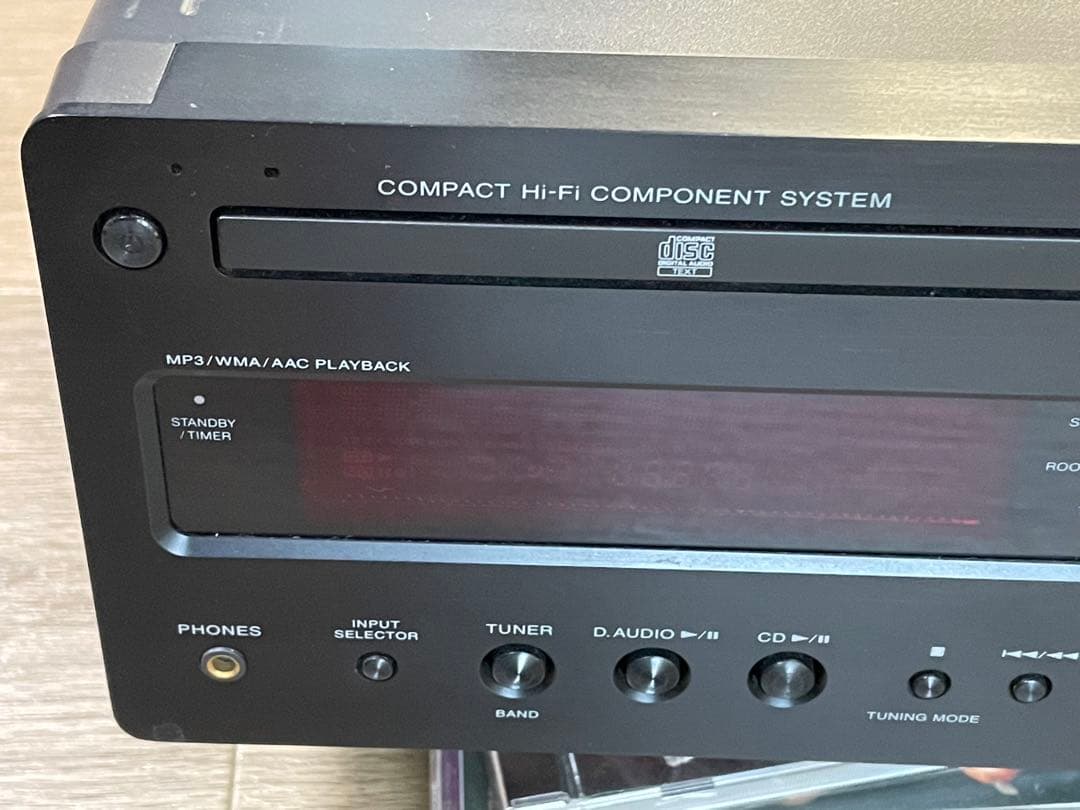 COMPACT Hi-Fi COMPONENT SYSTEM
COMPACT
disc
DIGITAL AUDIO
TEXT
MP3/WMA/AAC PLAYBACK
STANDBY
/TIMER
PHONES
INPUT
SELECTOR
TUNER
D.AUDIO ►/II
CD ►/II
■
I◄◄/◄◄
BAND
TUNING MODE